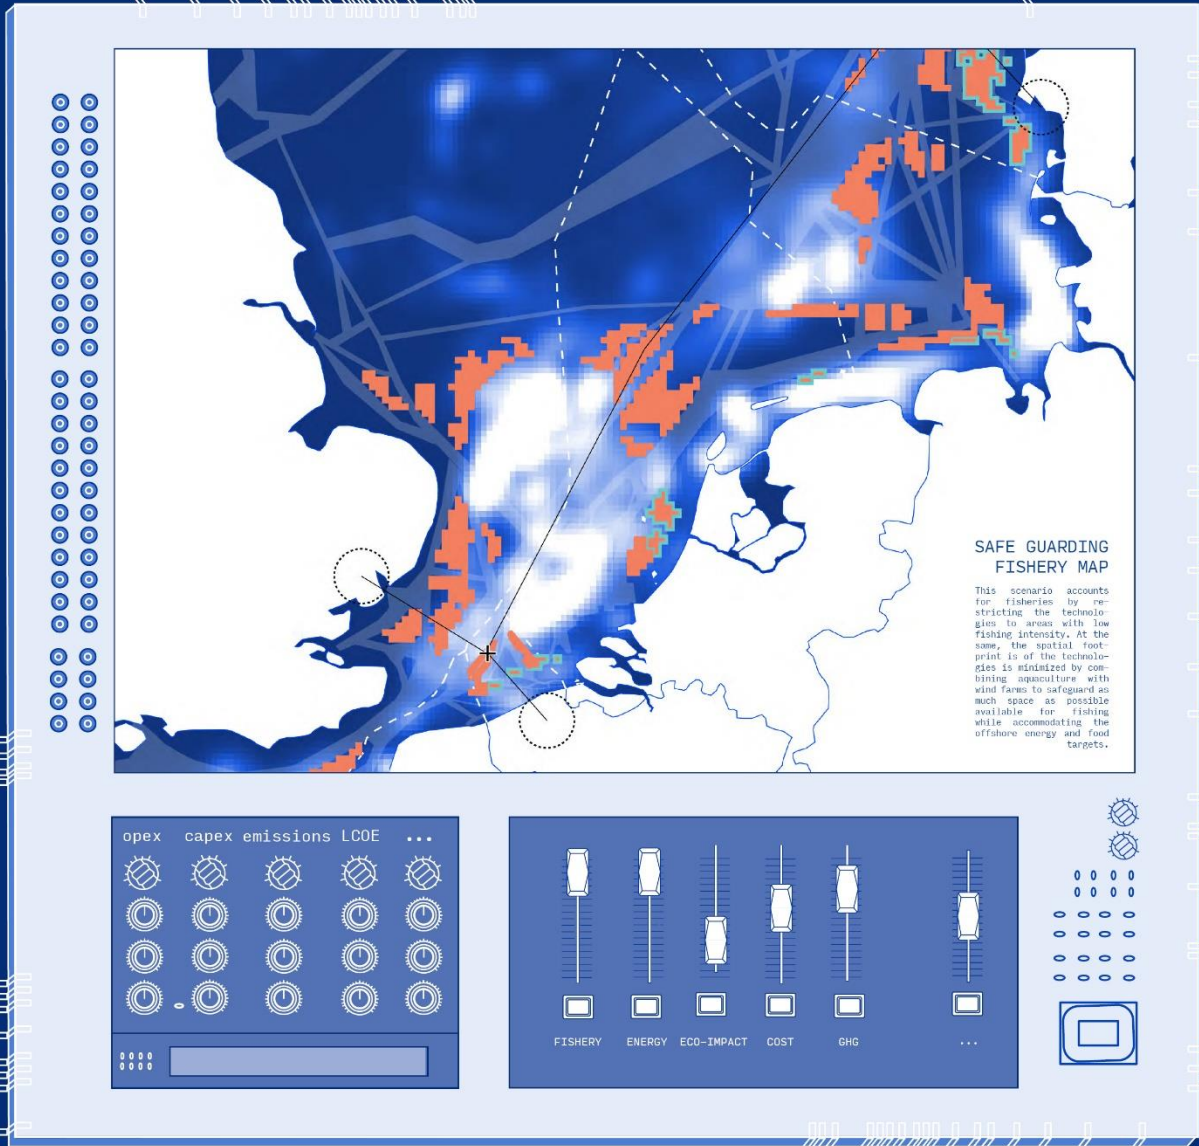 SAFE GUARDING
FISHERY MAP
This scenario accounts
for fisheries by re-
stricting the technolo-
gies to areas with low
fishing intensity. At the
same, the spatial foot-
print is of the technolo-
gies is minimized by com-
bining aquaculture with
wind farms to safeguard as
much space as possible
available for fishing
while accommodating the
offshore energy and food
targets.
opex capex emissions LCOE ...
FISHERY ENERGY ECO-IMPACT COST GHG ...